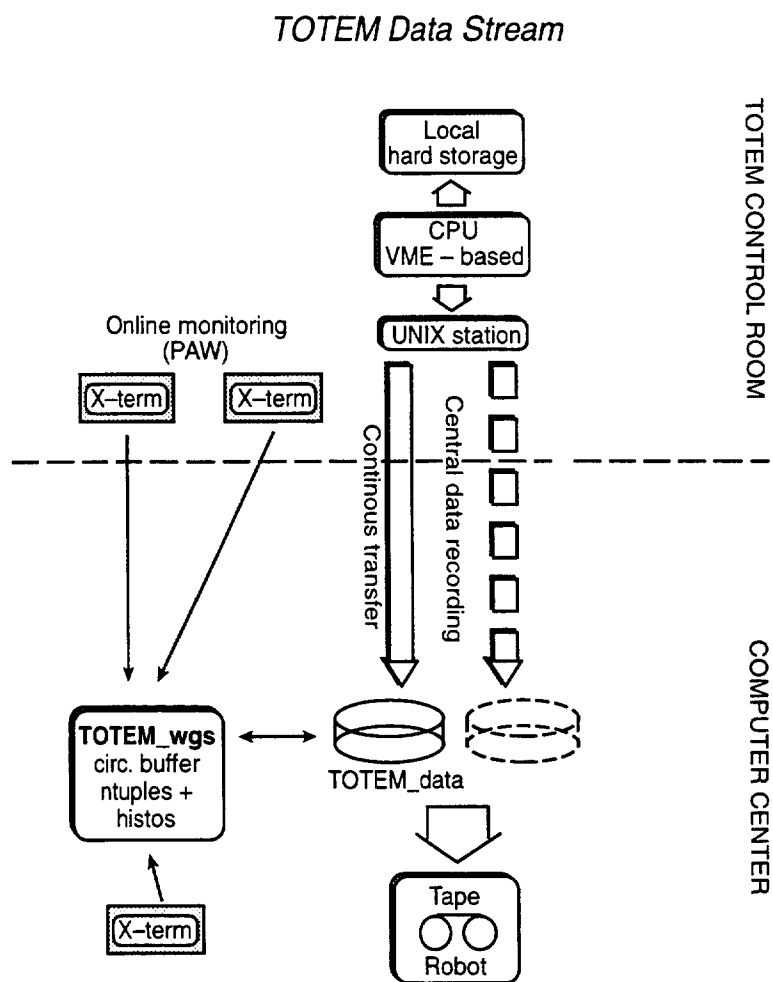 TOTEM Data Stream
TOTEM CONTROL ROOM
Local
hard storage
CPU
VME – based
UNIX station
Online monitoring
(PAW)
X–term
X–term
Continous transfer
Central data recording
COMPUTER CENTER
TOTEM_wgs
circ. buffer
ntuples +
histos
TOTEM_data
X–term
Tape
Robot